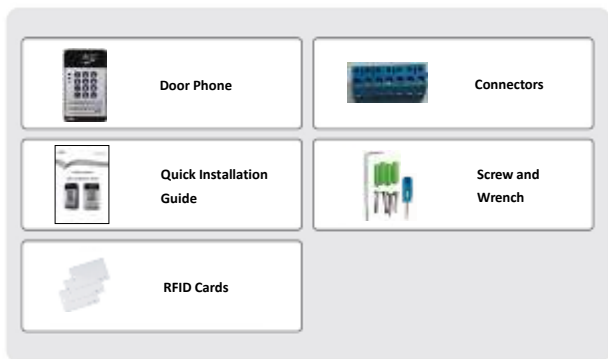 Door Phone
Connectors
Quick Installation
Guide
Screw and
Wrench
RFID Cards